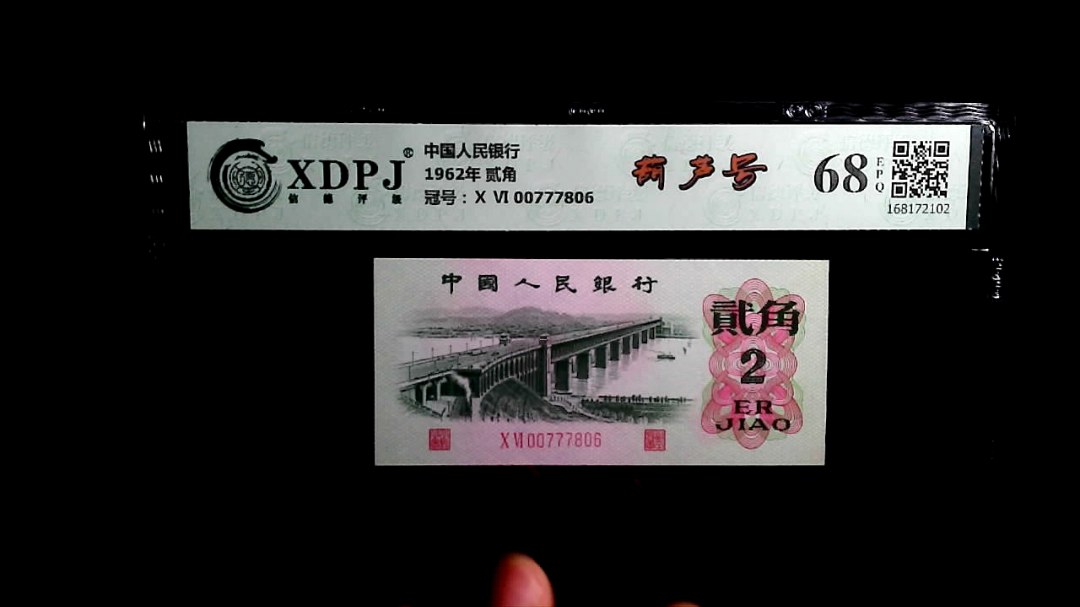 XDPJ®
信德评级
中国人民银行
1962年 贰角
冠号：X Ⅵ 00777806
葫芦号
68
EPQ
168172102
中國人民銀行
貳角
2
ER
JIAO
X Ⅵ 00777806